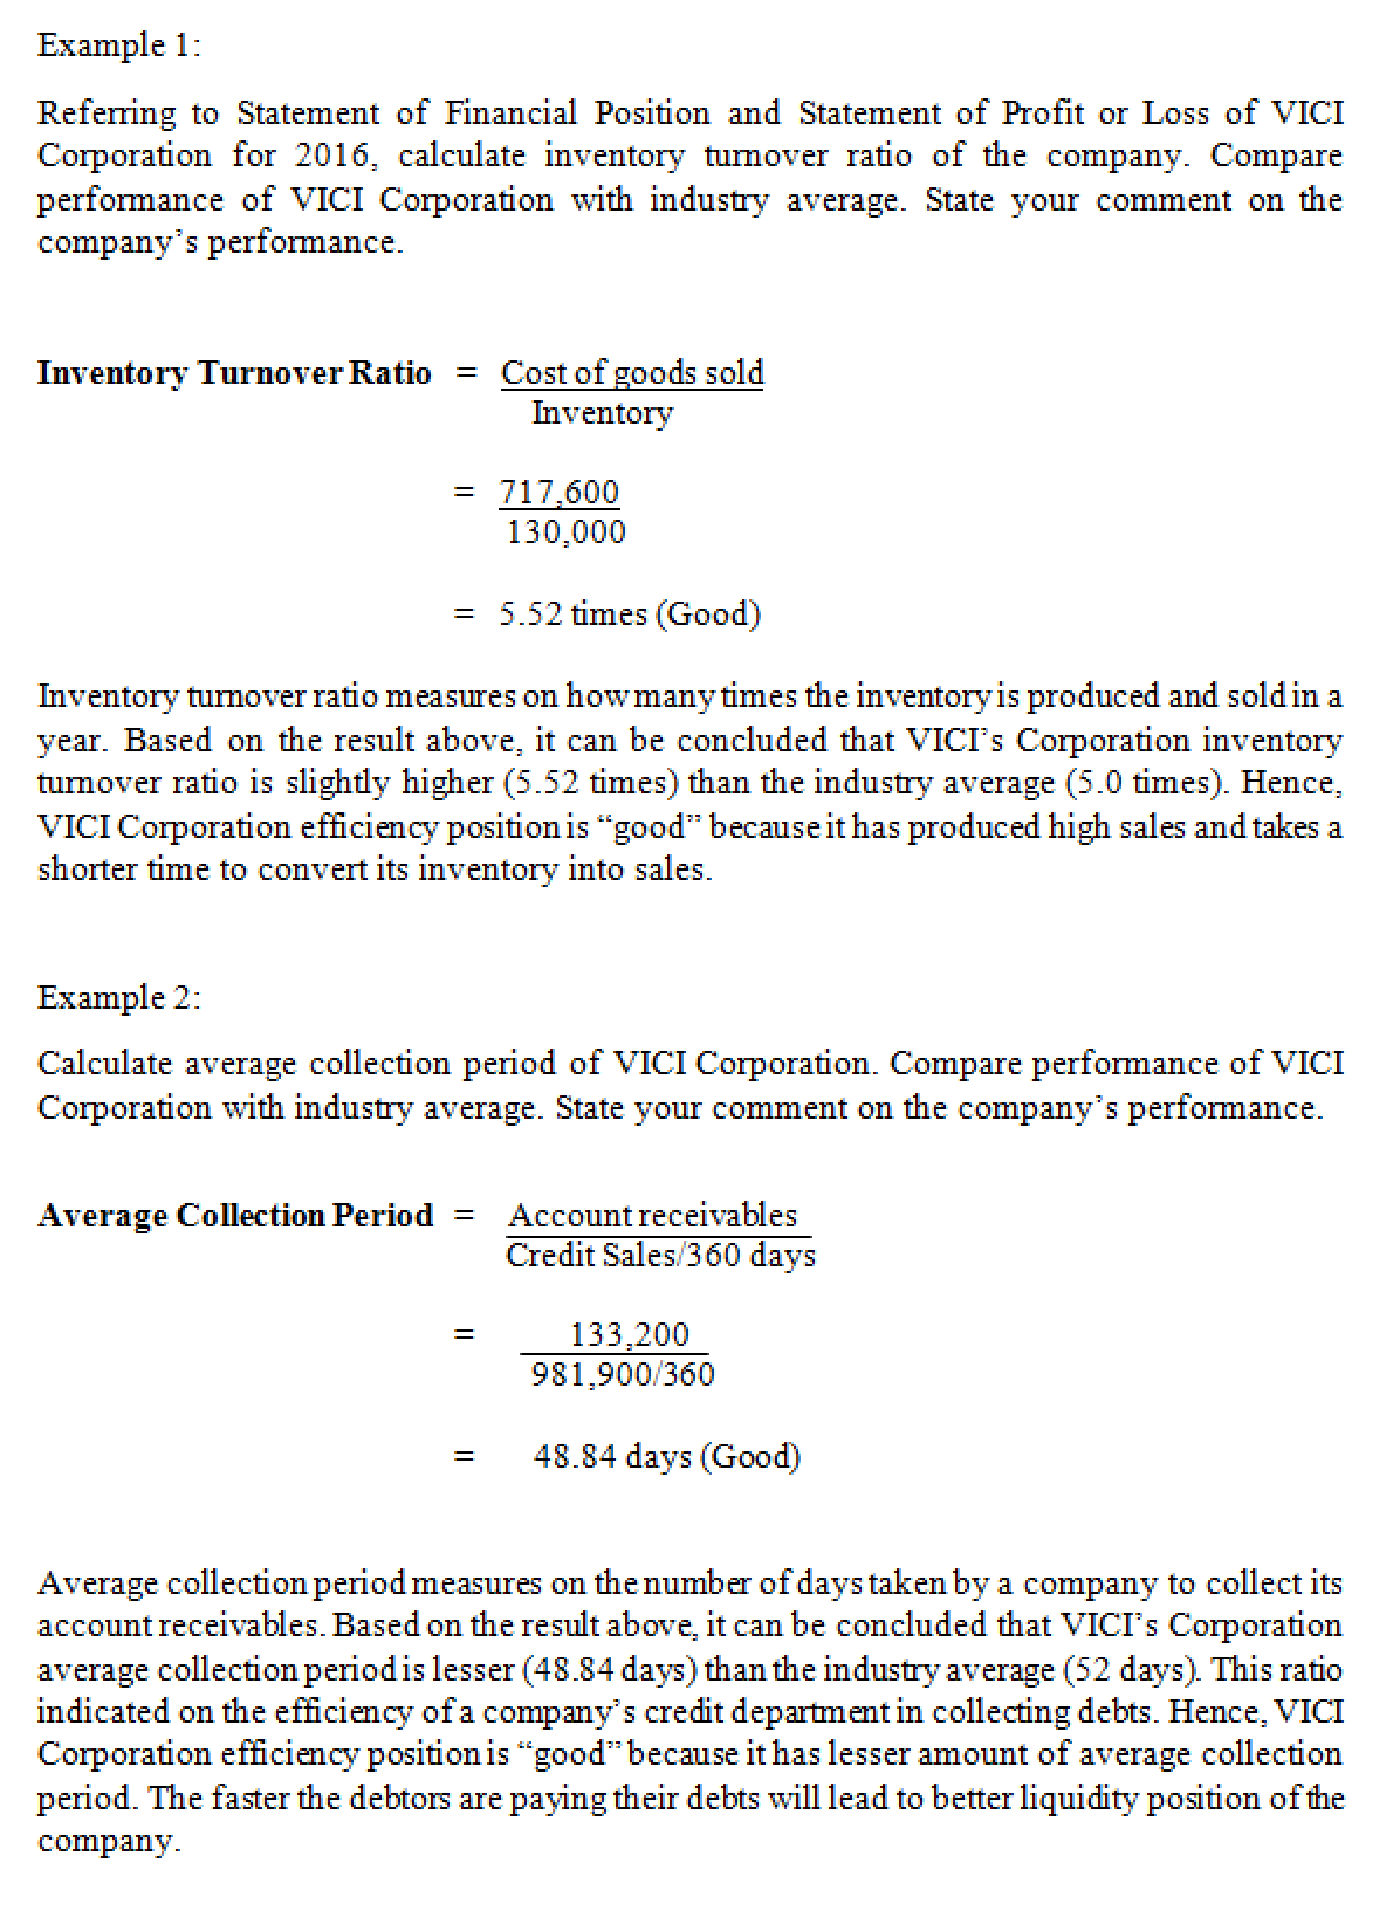 Example 1:
Referring to Statement of Financial Position and Statement of Profit or Loss of VICI
Corporation for 2016, calculate inventory turnover ratio of the company. Compare
performance of VICI Corporation with industry average. State your comment on the
company's performance.
Inventory Turnover Ratio = Cost of goods sold
Inventory
= 717,600
130,000
= 5.52 times (Good)
Inventory turnover ratio measures on how many times the inventory is produced and sold in a
year. Based on the result above, it can be concluded that VICI's Corporation inventory
turnover ratio is slightly higher (5.52 times) than the industry average (5.0 times). Hence,
VICI Corporation efficiency position is “good” because it has produced high sales and takes a
shorter time to convert its inventory into sales.
Example 2:
Calculate average collection period of VICI Corporation. Compare performance of VICI
Corporation with industry average. State your comment on the company's performance.
Average Collection Period = Account receivables
Credit Sales/360 days
= 133,200
981,900/360
= 48.84 days (Good)
Average collection period measures on the number of days taken by a company to collect its
account receivables. Based on the result above, it can be concluded that VICI's Corporation
average collection period is lesser (48.84 days) than the industry average (52 days). This ratio
indicated on the efficiency of a company's credit department in collecting debts. Hence, VICI
Corporation efficiency position is “good” because it has lesser amount of average collection
period. The faster the debtors are paying their debts will lead to better liquidity position of the
company.